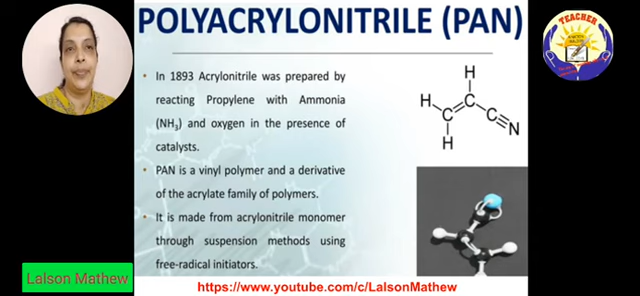 POLYACRYLONITRILE (PAN)
TEACHER
• In 1893 Acrylonitrile was prepared by
reacting Propylene with Ammonia
(NH3) and oxygen in the presence of
catalysts.
• PAN is a vinyl polymer and a derivative
of the acrylate family of polymers.
• It is made from acrylonitrile monomer
through suspension methods using
free-radical initiators.
H
H
C
C
C≡N
H
Lalson Mathew
https://www.youtube.com/c/LalsonMathew